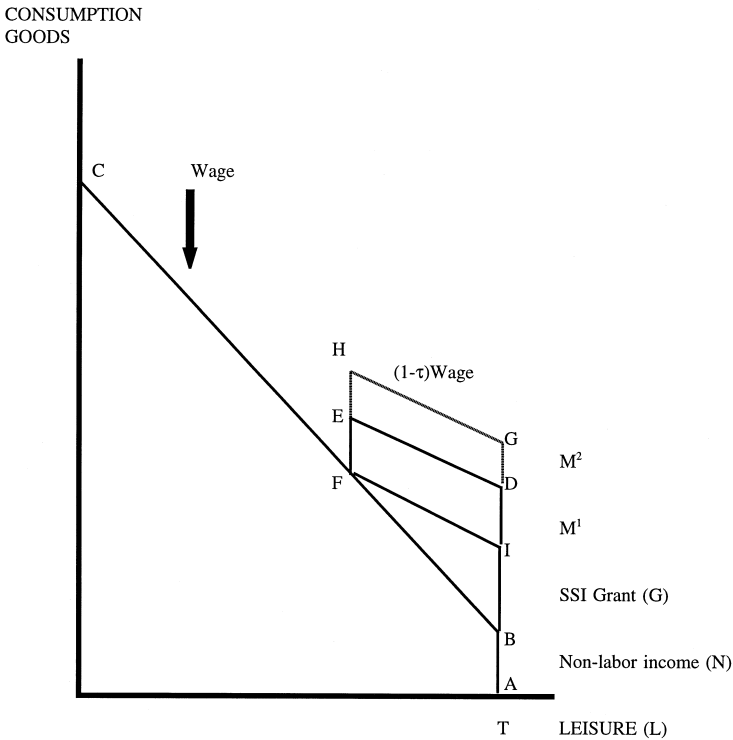 CONSUMPTION
GOODS
C
Wage
H
(1-τ)Wage
E
G
M²
F
D
M¹
I
SSI Grant (G)
B
Non-labor income (N)
A
T
LEISURE (L)